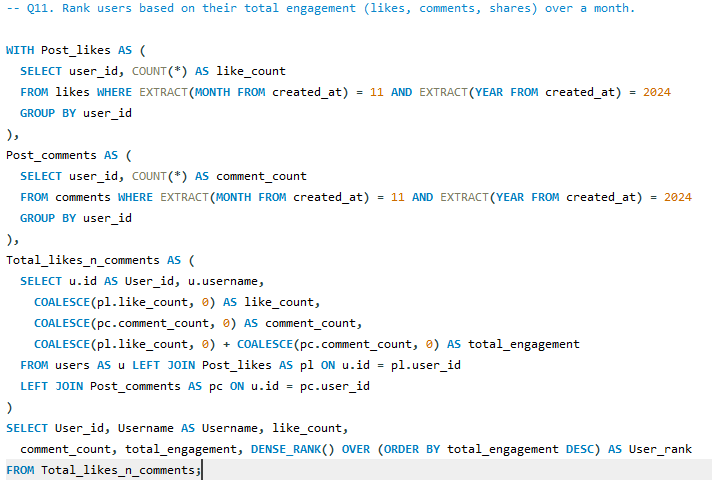 -- Q11. Rank users based on their total engagement (likes, comments, shares) over a month.
WITH Post_likes AS (
SELECT user_id, COUNT(*) AS like_count
FROM likes WHERE EXTRACT(MONTH FROM created_at) = 11 AND EXTRACT(YEAR FROM created_at) = 2024
GROUP BY user_id
),
Post_comments AS (
SELECT user_id, COUNT(*) AS comment_count
FROM comments WHERE EXTRACT(MONTH FROM created_at) = 11 AND EXTRACT(YEAR FROM created_at) = 2024
GROUP BY user_id
),
Total_likes_n_comments AS (
SELECT u.id AS User_id, u.username,
COALESCE(pl.like_count, 0) AS like_count,
COALESCE(pc.comment_count, 0) AS comment_count,
COALESCE(pl.like_count, 0) + COALESCE(pc.comment_count, 0) AS total_engagement
FROM users AS u LEFT JOIN Post_likes AS pl ON u.id = pl.user_id
LEFT JOIN Post_comments AS pc ON u.id = pc.user_id
)
SELECT User_id, Username AS Username, like_count,
comment_count, total_engagement, DENSE_RANK() OVER (ORDER BY total_engagement DESC) AS User_rank
FROM Total_likes_n_comments;